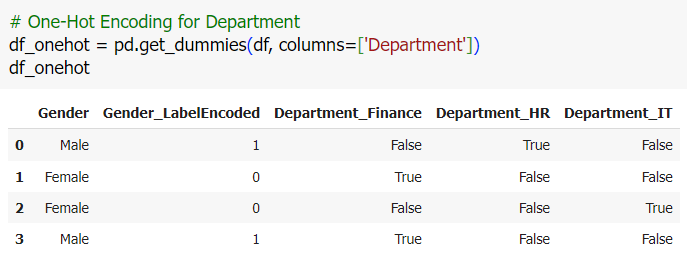 # One-Hot Encoding for Department
df_onehot = pd.get_dummies(df, columns=['Department'])
df_onehot
Gender Gender_LabelEncoded Department_Finance Department_HR Department_IT
0 Male 1 False True False
1 Female 0 True False False
2 Female 0 False False True
3 Male 1 True False False